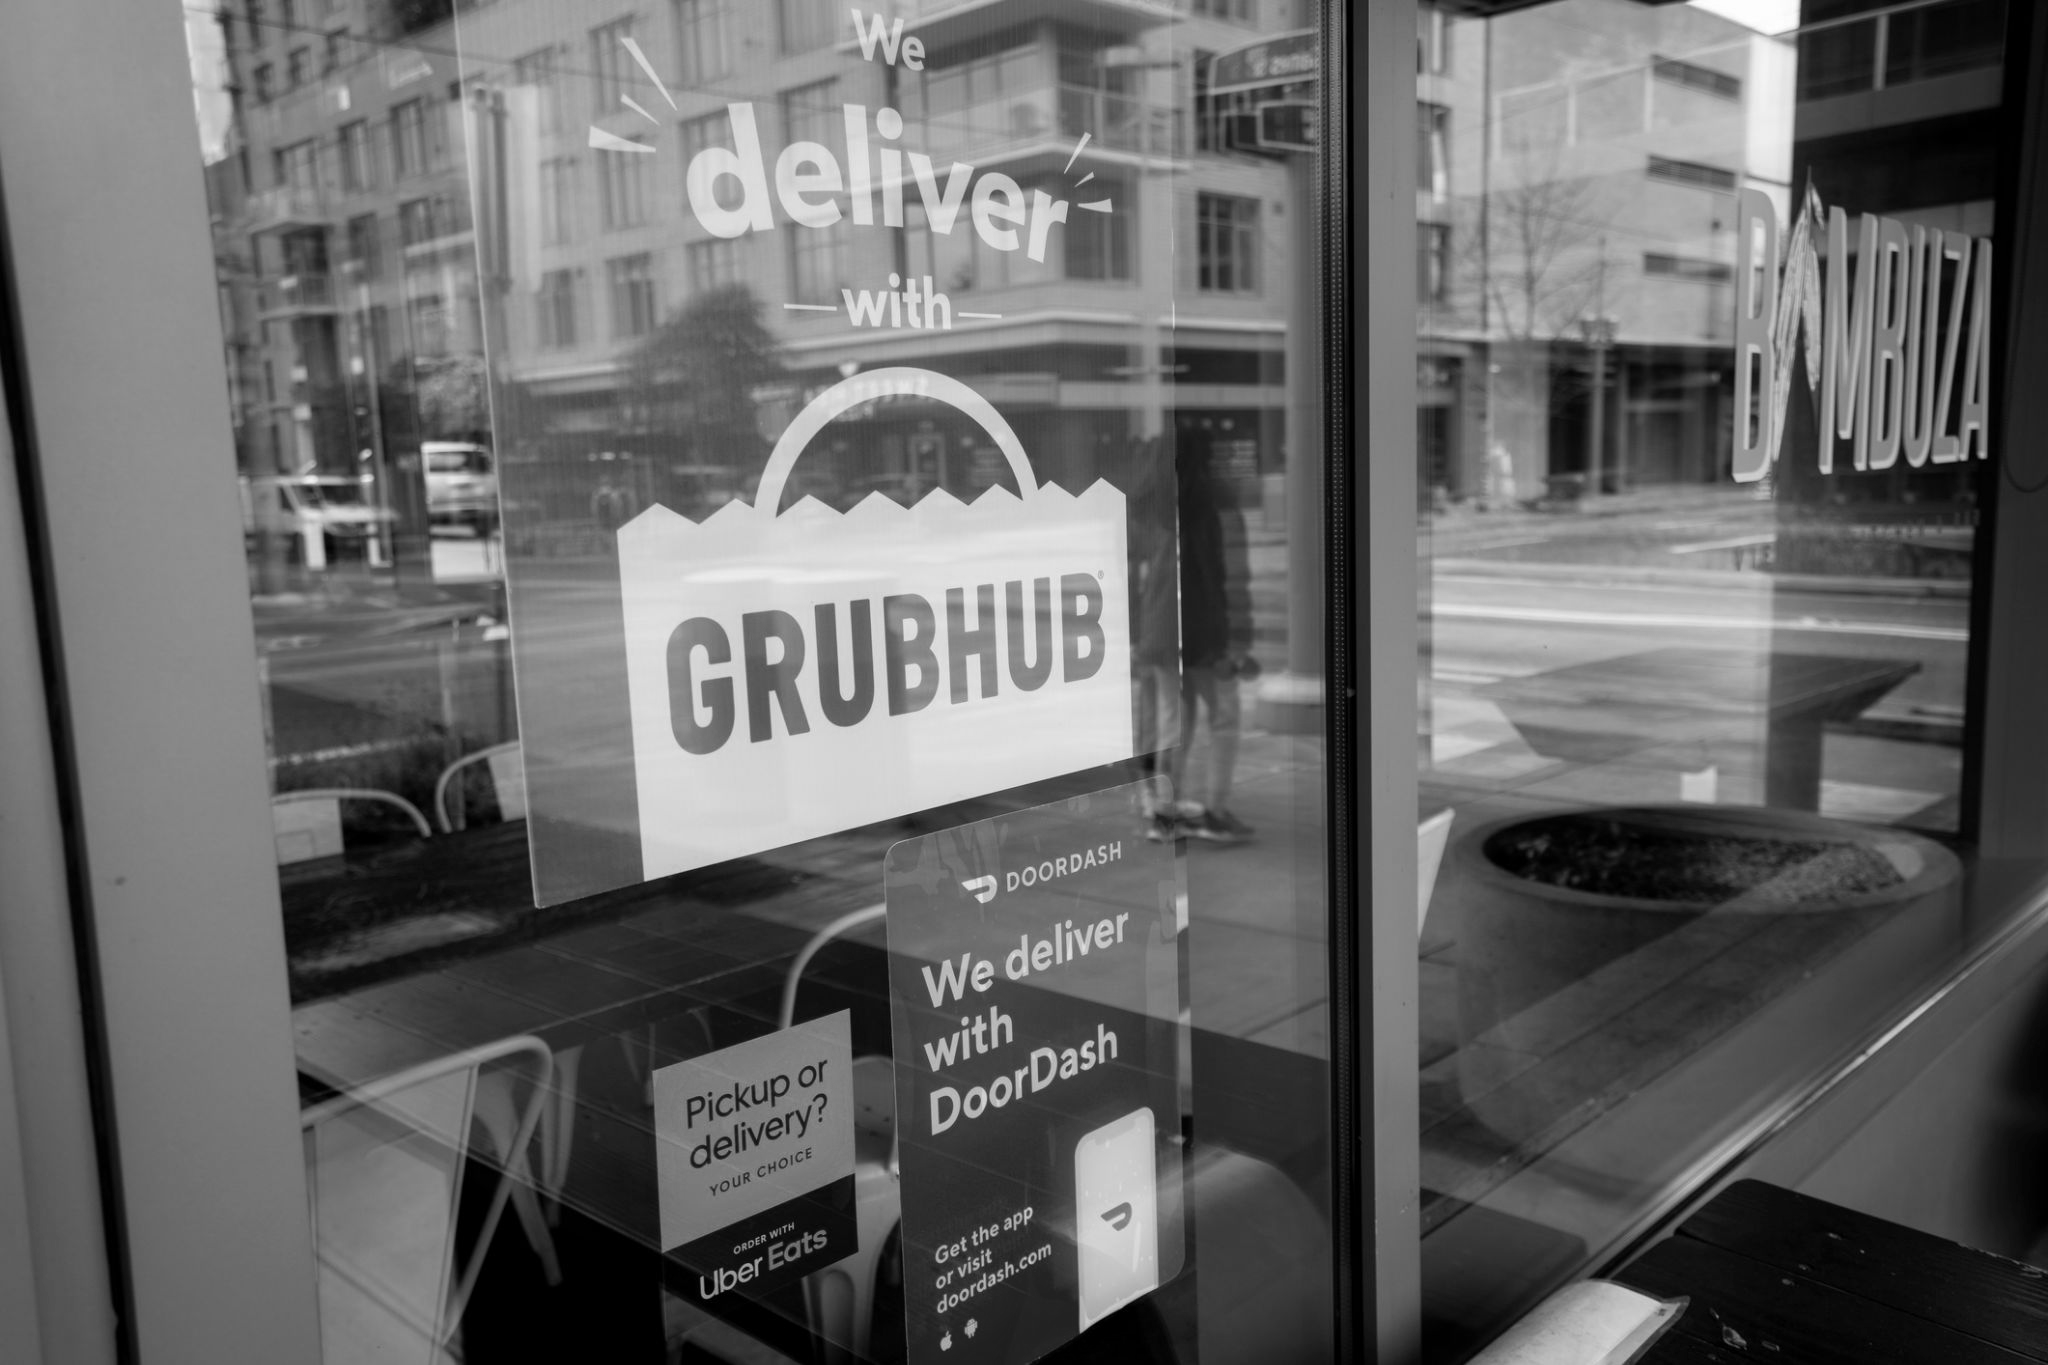 We
deliver
with
GRUBHUB®
BAMBUZA
DOORDASH
We deliver
with
DoorDash
Get the app
or visit
doordash.com
Pickup or
delivery?
YOUR CHOICE
ORDER WITH
Uber Eats